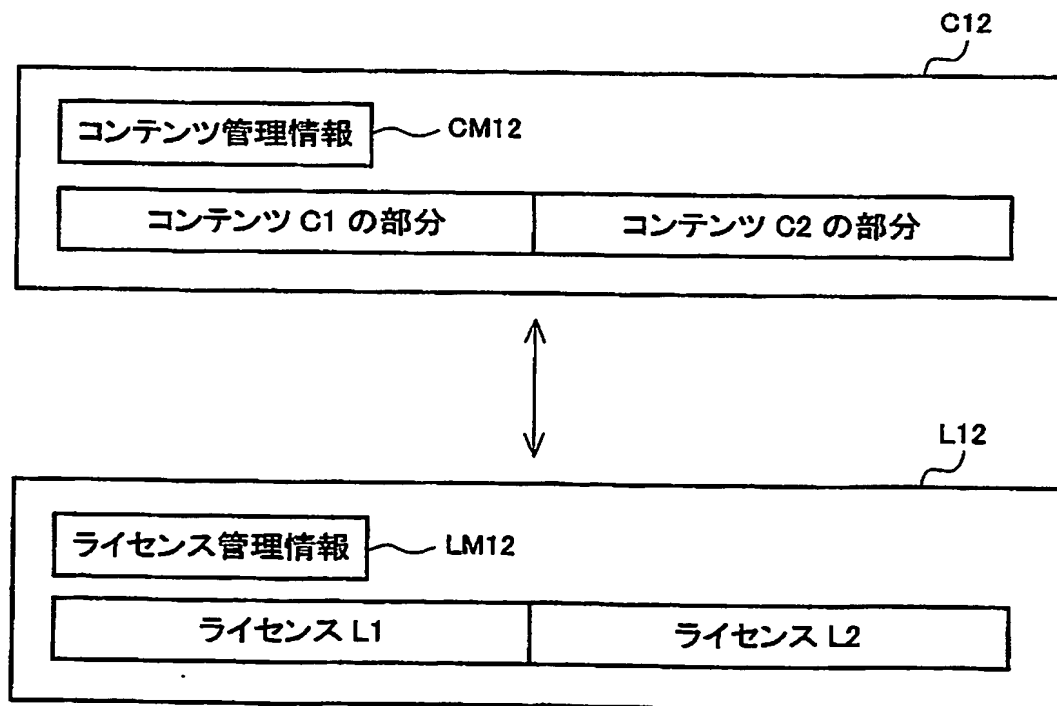 C12
コンテンツ管理情報
CM12
コンテンツ C1 の部分
コンテンツ C2 の部分
L12
ライセンス管理情報
LM12
ライセンス L1
ライセンス L2